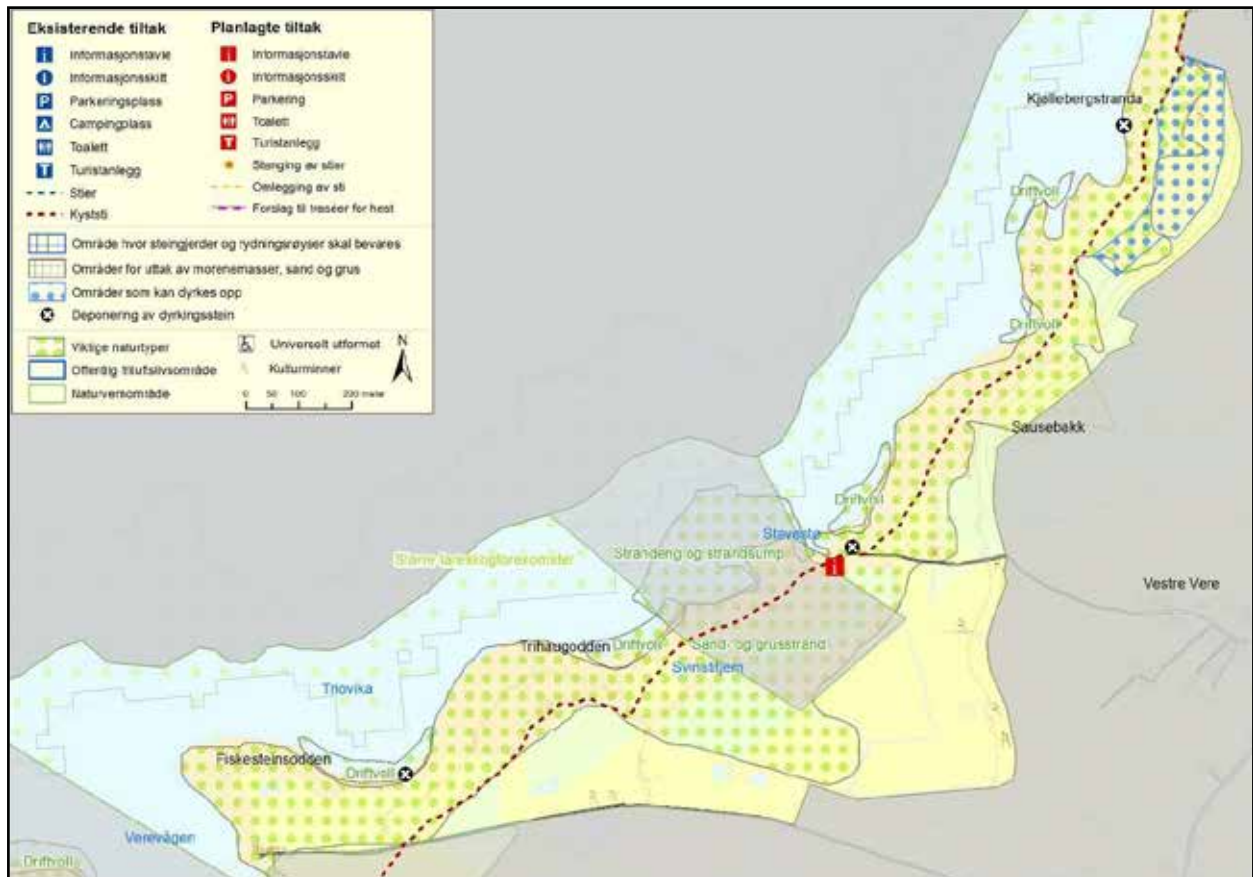 Eksisterende tiltak
Informasjonstavle
Informasjonsskilt
Parkeringsplass
Campingplass
Toalett
Turistanlegg
Stier
Kyststi
Planlagte tiltak
Informasjonstavle
Informasjonsskilt
Parkering
Toalett
Turistanlegg
Stenging av stier
Omlegging av sti
Forslag til traséer for hest
Område hvor steingjerder og rydningsrøyser skal bevares
Områder for uttak av morenemasser, sand og grus
Områder som kan dyrkes opp
Deponering av dyrkingsstein
Viktige naturtyper
Offentlig friluftslivsområde
Naturvernområde
Universelt utformet
Kulturminner
N
0 50 100 200 meter
Kjøllebergstranda
Driftvoll
Driftvoll
Sausebakk
Driftvoll
Stavestø
Strandeng og strandsump
Større tareskogforekomster
Vestre Vere
Trihaugodden
Driftvoll
Sand- og grusstrand
Svinstitjern
Triovika
Fiskesteinsodden
Driftvoll
Verevågen
Driftvoll